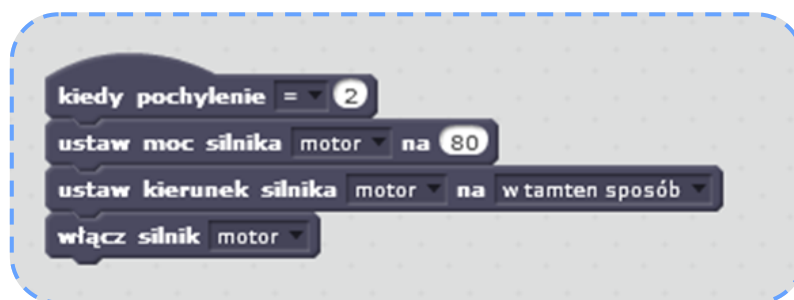 kiedy pochylenie = 2
ustaw moc silnika motor na 80
ustaw kierunek silnika motor na w tamten sposób
włącz silnik motor